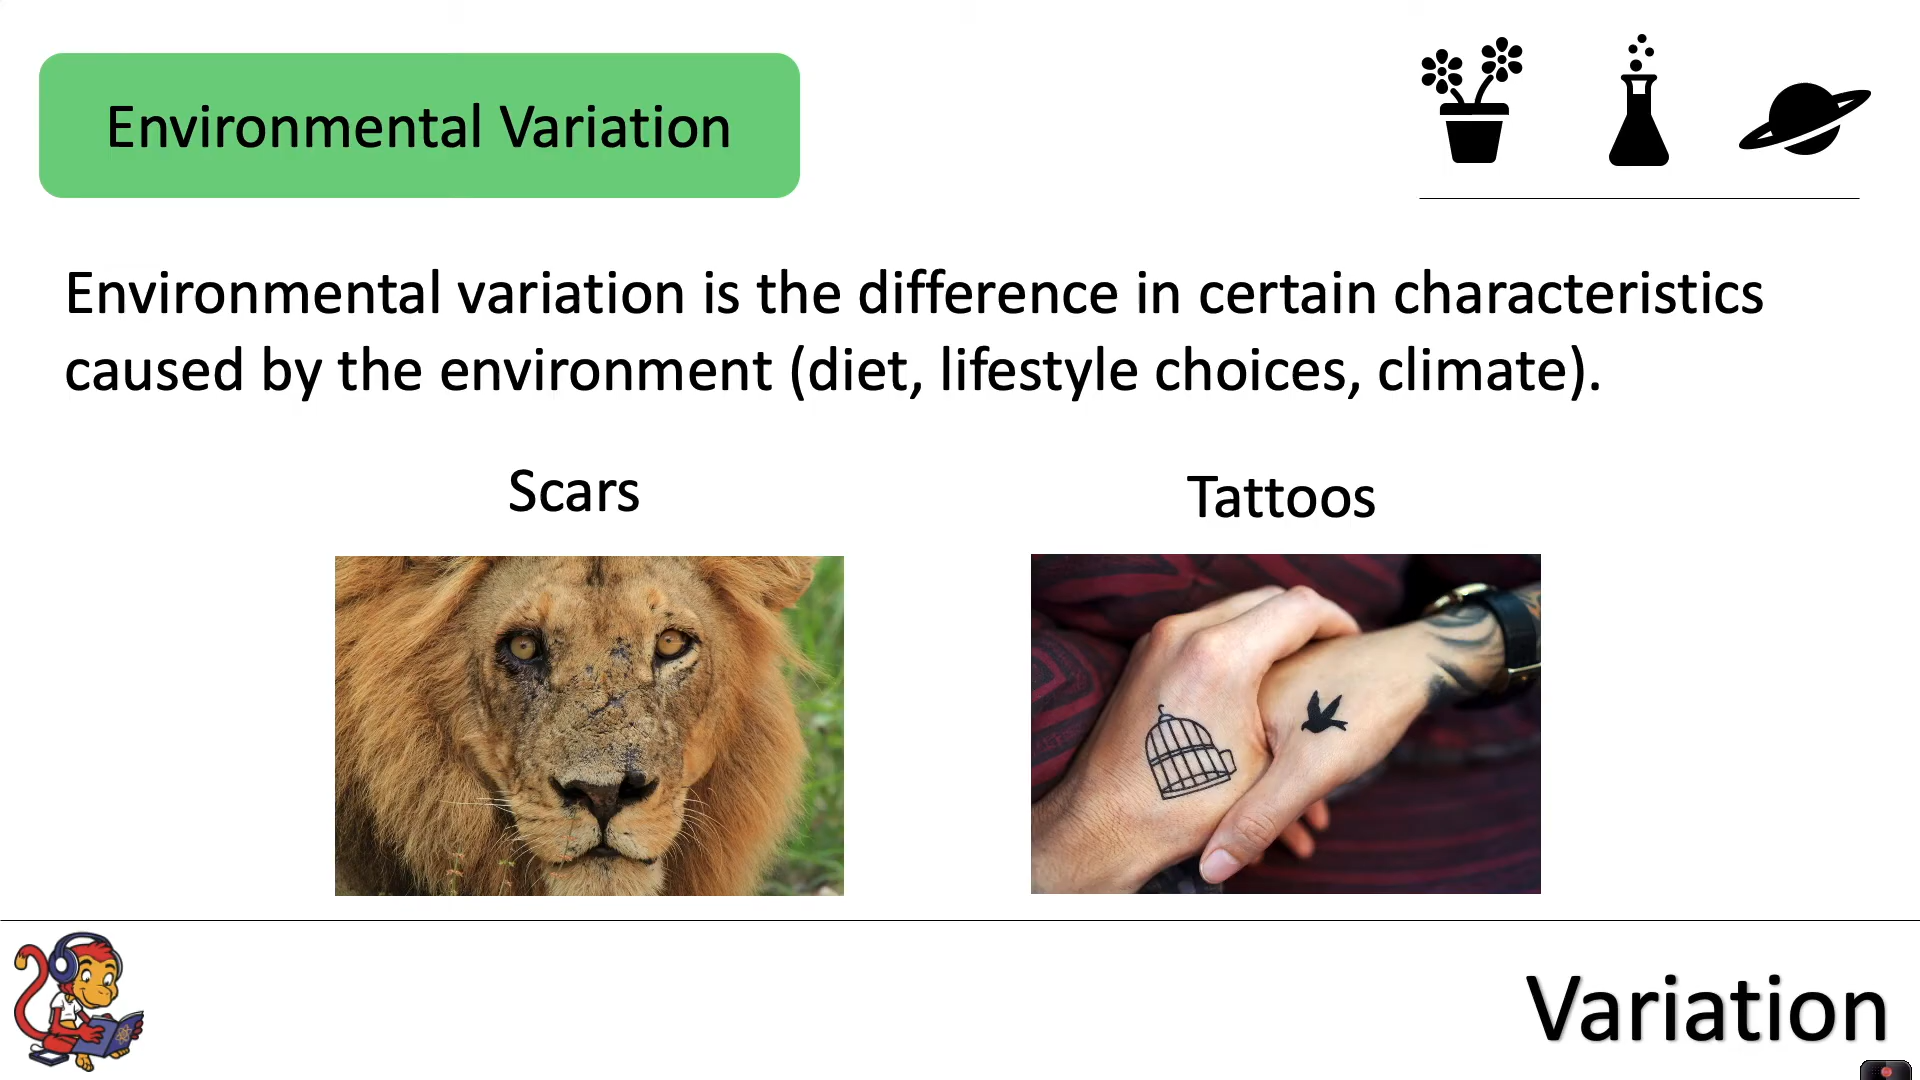 Environmental Variation
Environmental variation is the difference in certain characteristics
caused by the environment (diet, lifestyle choices, climate).
Scars
Tattoos
Variation